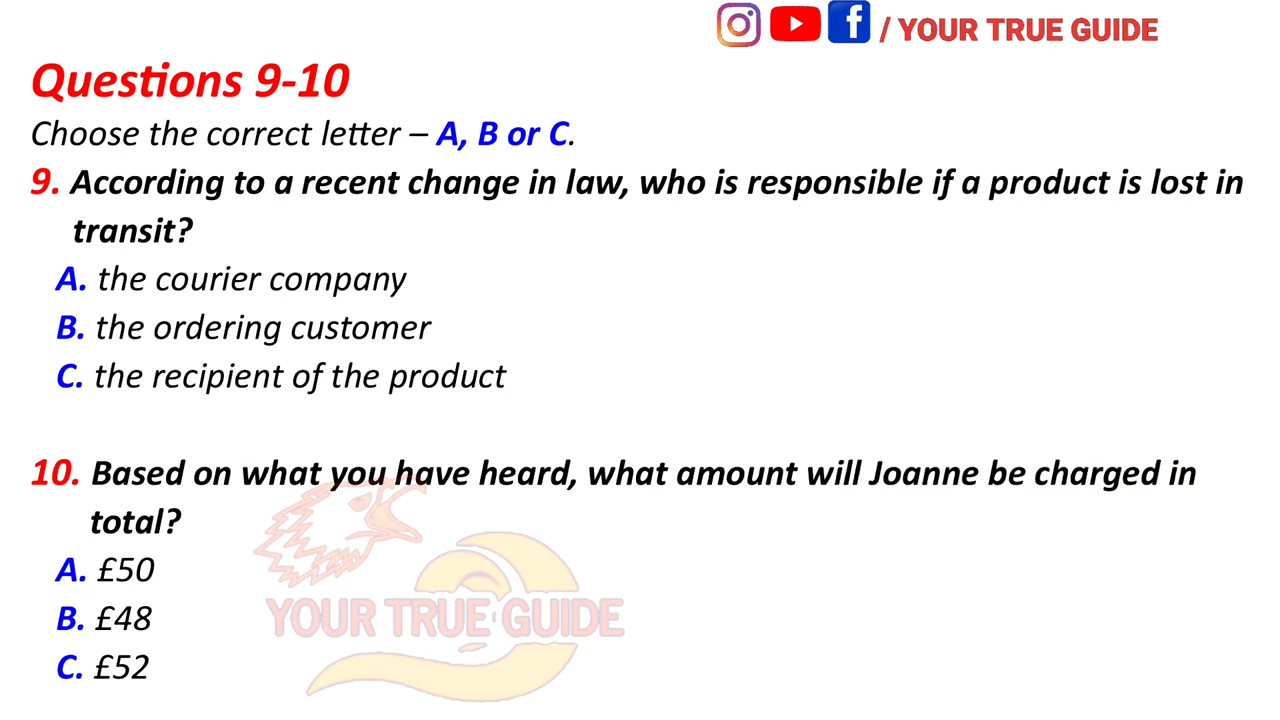 / YOUR TRUE GUIDE
Questions 9-10
Choose the correct letter – A, B or C.
9. According to a recent change in law, who is responsible if a product is lost in
transit?
A. the courier company
B. the ordering customer
C. the recipient of the product
10. Based on what you have heard, what amount will Joanne be charged in
total?
A. £50
B. £48
YOUR TRUE GUIDE
C. £52